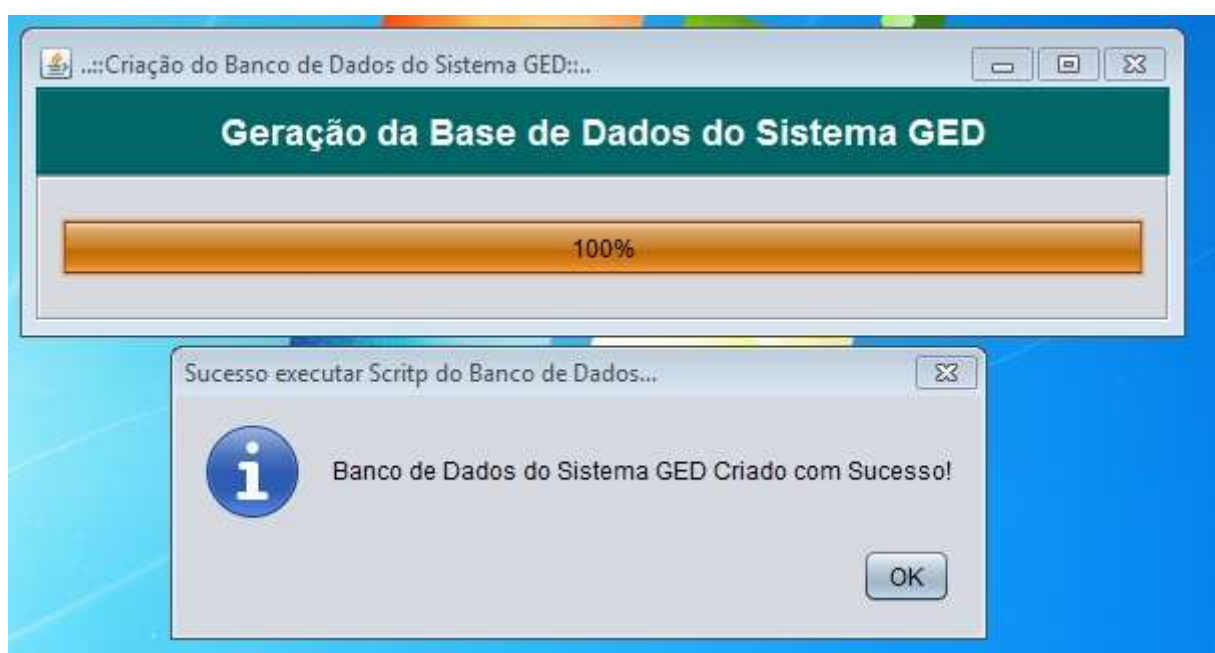 ..::Criação do Banco de Dados do Sistema GED::..
Geração da Base de Dados do Sistema GED
100%
Sucesso executar Scritp do Banco de Dados...
Banco de Dados do Sistema GED Criado com Sucesso!
OK